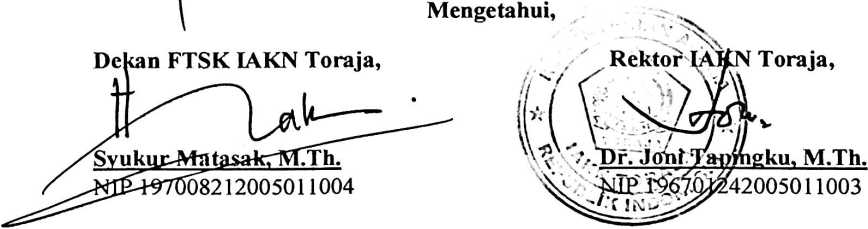 Mengetahui,
Dekan FTSK IAKN Toraja,
Rektor IAKN Toraja,
Syukur Matasak, M.Th.
NIP 197008212005011004
Dr. Joni Tapingku, M.Th.
NIP 196701242005011003